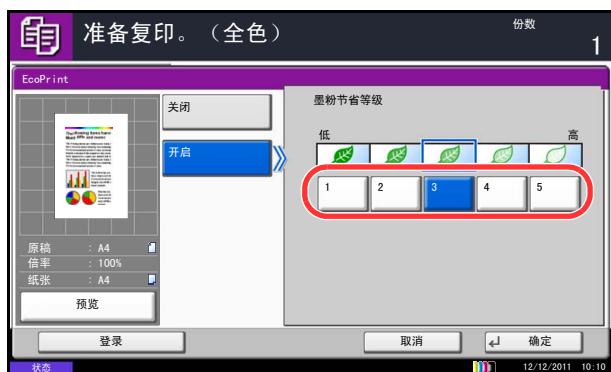 准备复印。（全色）
份数
1
EcoPrint
关闭
开启
墨粉节省等级
低
高
1 2 3 4 5
原稿 : A4
倍率 : 100%
纸张 : A4
预览
登录
取消
确定
状态
12/12/2011 10:10